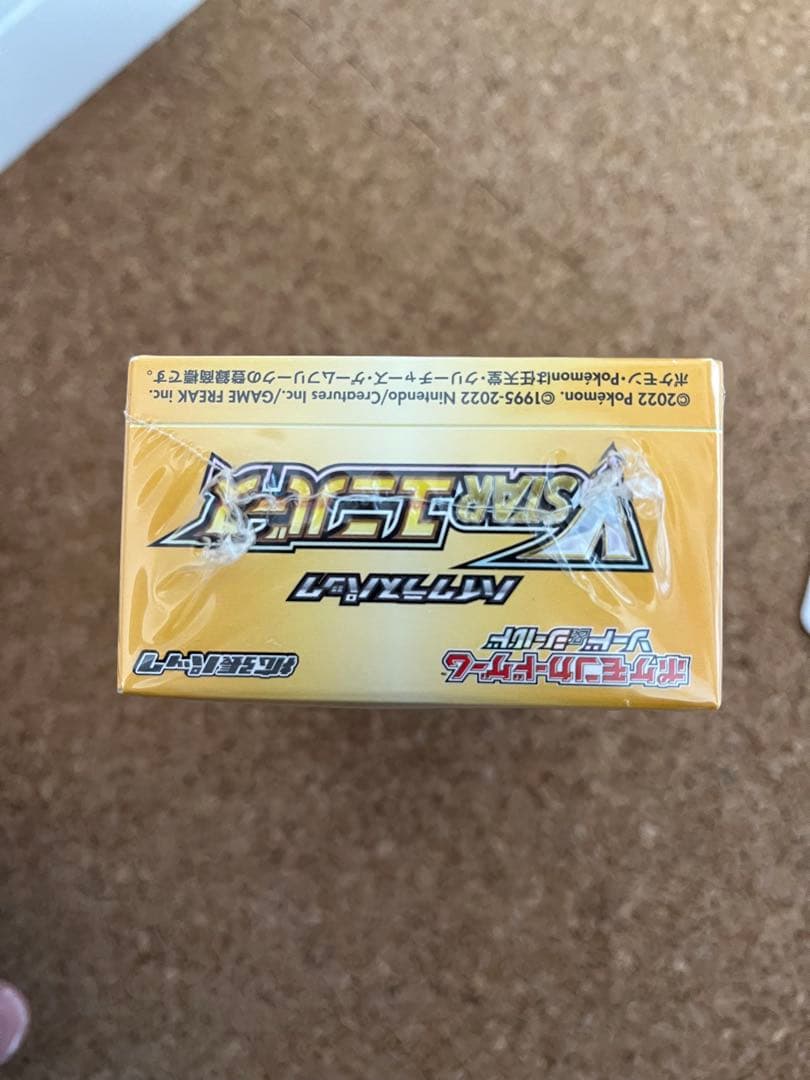 ポケモンカードゲーム
ソード&シールド
拡張パック
ハイクラスパック
VSTARユニバース
©2022 Pokémon. ©1995-2022 Nintendo/Creatures Inc./GAME FREAK inc.
ポケモン・Pokémonは任天堂・クリーチャーズ・ゲームフリークの登録商標です。